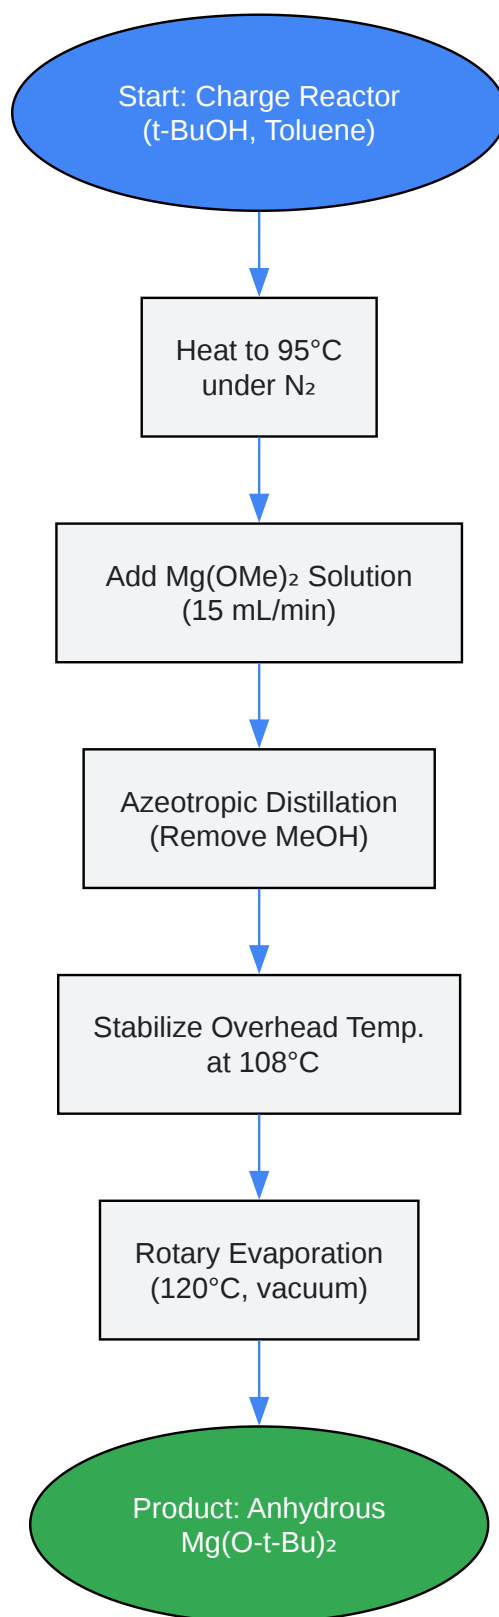 Start: Charge Reactor
(t-BuOH, Toluene)
Heat to 95°C
under N₂
Add Mg(OMe)₂ Solution
(15 mL/min)
Azeotropic Distillation
(Remove MeOH)
Stabilize Overhead Temp.
at 108°C
Rotary Evaporation
(120°C, vacuum)
Product: Anhydrous
Mg(O-t-Bu)₂